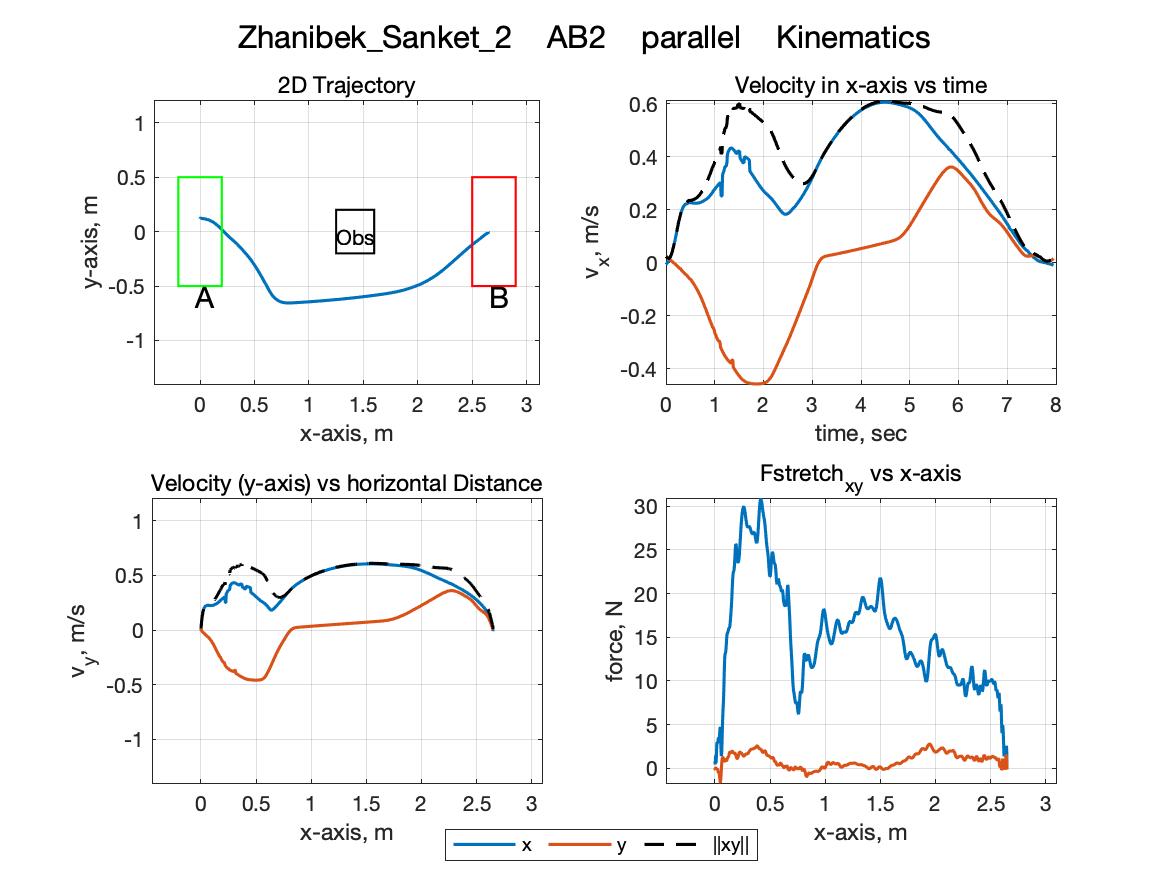 Zhanibek_Sanket_2 AB2 parallel Kinematics
2D Trajectory
1
0.5
0
-0.5
-1
y-axis, m
Obs
A
B
0 0.5 1 1.5 2 2.5 3
x-axis, m
Velocity in x-axis vs time
0.6
0.4
0.2
0
-0.2
-0.4
vx, m/s
0 1 2 3 4 5 6 7 8
time, sec
Velocity (y-axis) vs horizontal Distance
1
0.5
0
-0.5
-1
vy, m/s
0 0.5 1 1.5 2 2.5 3
x-axis, m
Fstretchxy vs x-axis
30
25
20
15
10
5
0
force, N
0 0.5 1 1.5 2 2.5 3
x-axis, m
x y ||xy||